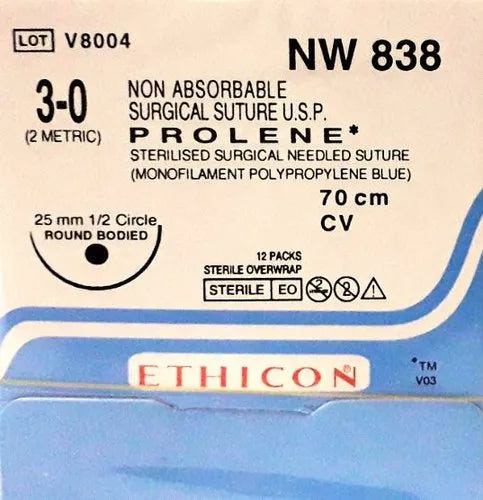 LOT V8004
NW 838
3-0
(2 METRIC)
NON ABSORBABLE
SURGICAL SUTURE U.S.P.
PROLENE*
STERILISED SURGICAL NEEDLED SUTURE
(MONOFILAMENT POLYPROPYLENE BLUE)
70 cm
CV
25 mm 1/2 Circle
ROUND BODIED
12 PACKS
STERILE OVERWRAP
STERILE EO
2
ETHICON
*TM
V03